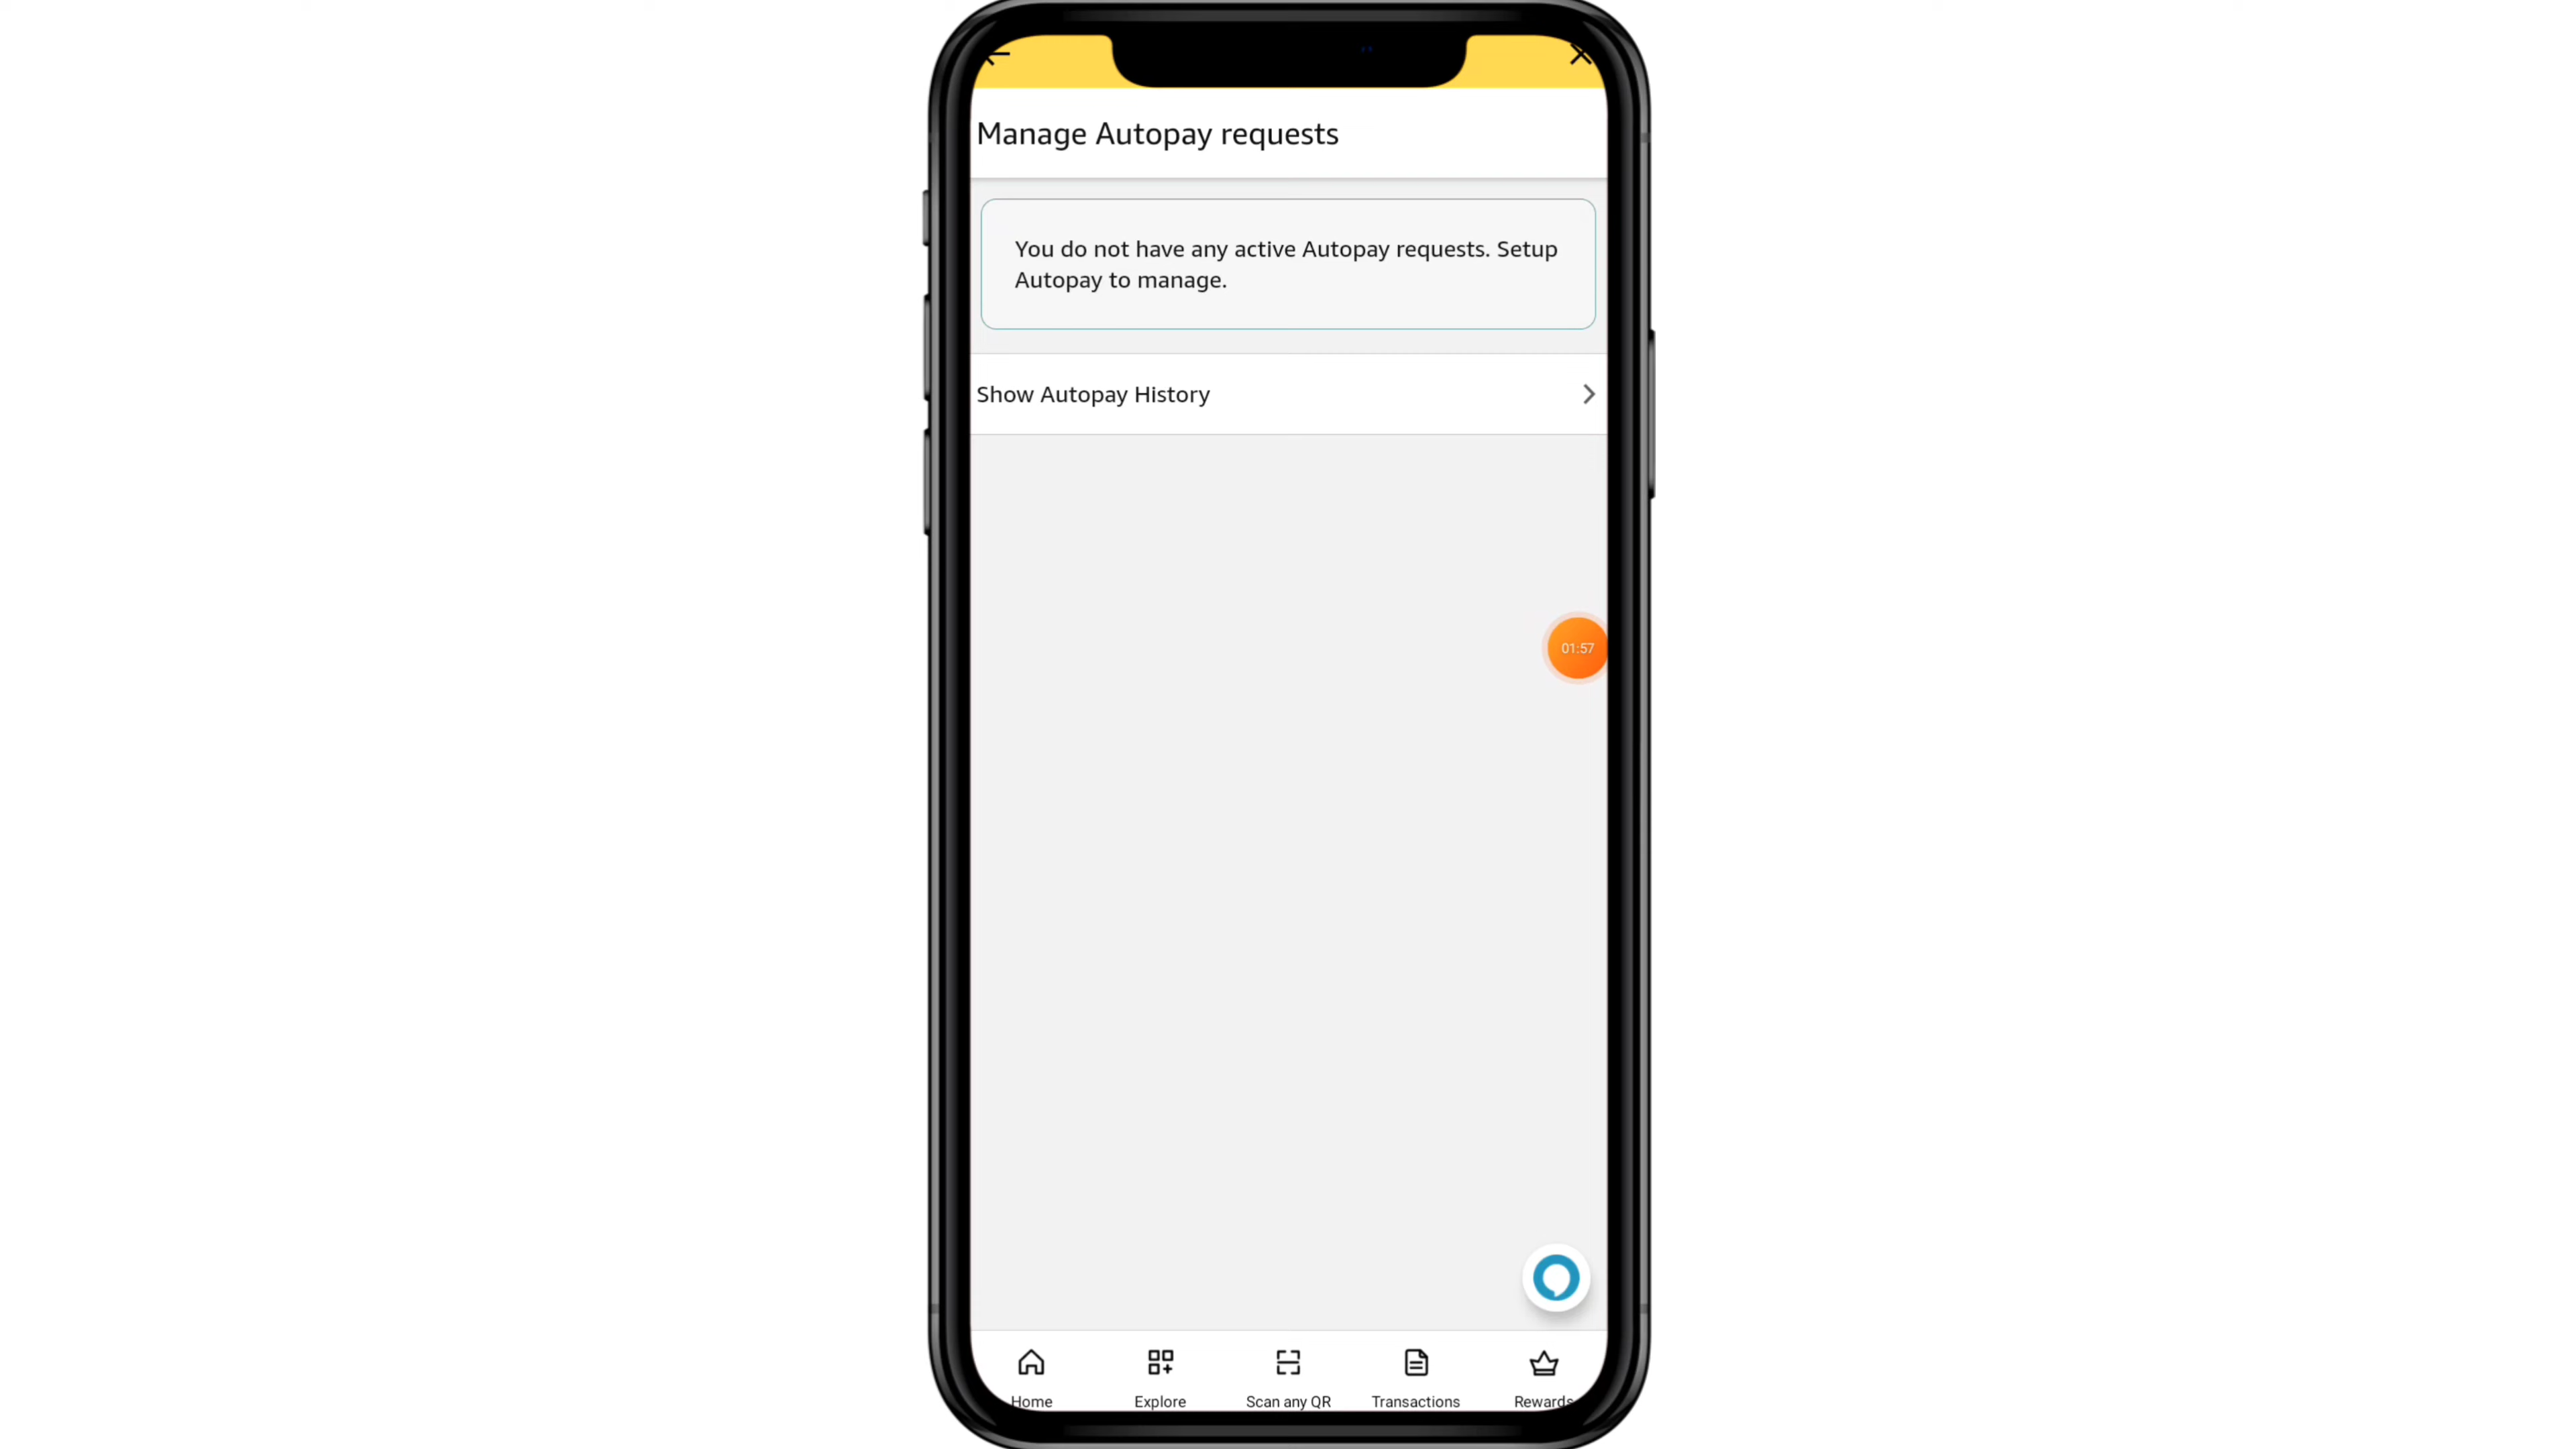 Manage Autopay requests
You do not have any active Autopay requests. Setup
Autopay to manage.
Show Autopay History
01:57
Home
Explore
Scan any QR
Transactions
Rewards